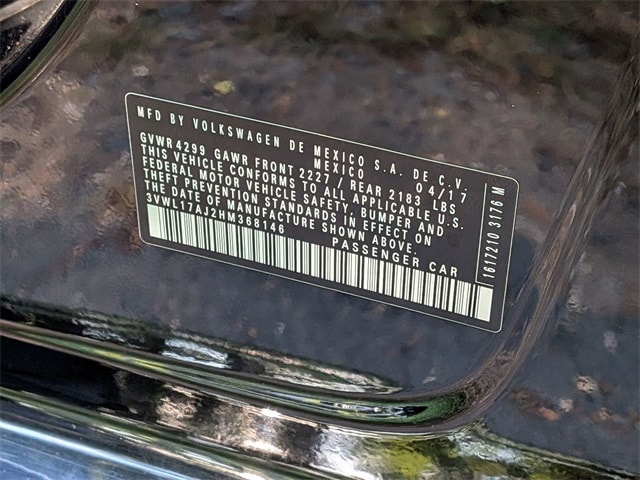 MFD BY VOLKSWAGEN DE MEXICO S.A. DE C.V.
MEXICO 04/17
GVWR 4299 GAWR FRONT 2227 / REAR 2183 LBS
THIS VEHICLE CONFORMS TO ALL APPLICABLE U.S.
FEDERAL MOTOR VEHICLE SAFETY, BUMPER AND
THEFT PREVENTION STANDARDS IN EFFECT ON
THE DATE OF MANUFACTURE SHOWN ABOVE.
3VWL17AJ2HM368146 PASSENGER CAR
1617210 3176 M